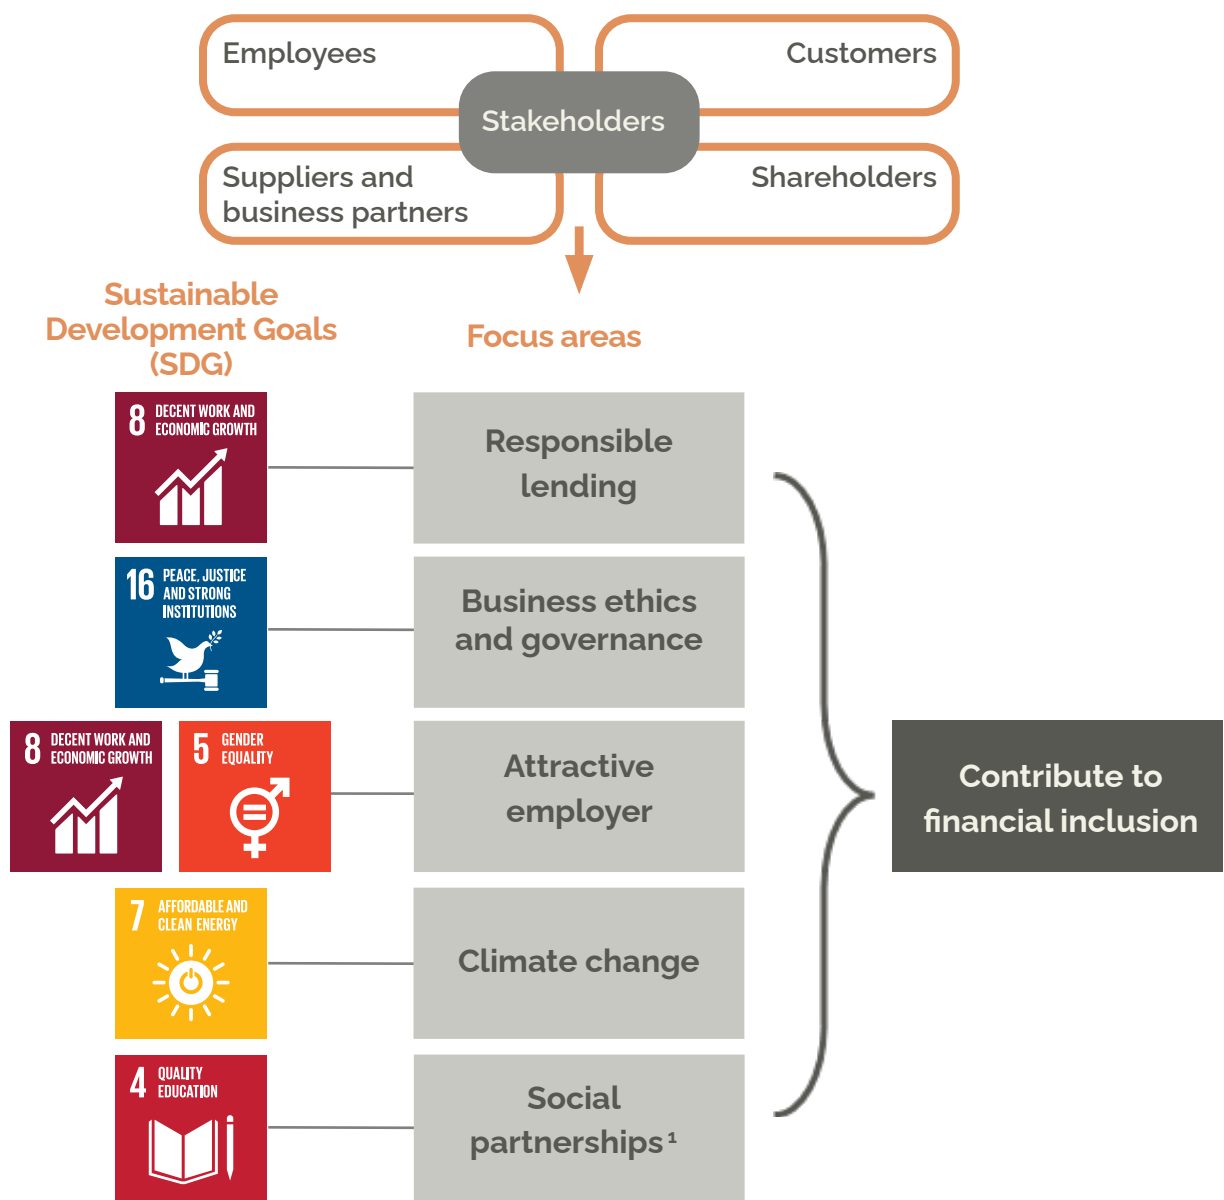 Employees
Customers
Stakeholders
Suppliers and
business partners
Shareholders
Sustainable
Development Goals
(SDG)
Focus areas
8 DECENT WORK AND
ECONOMIC GROWTH
Responsible
lending
16 PEACE, JUSTICE
AND STRONG
INSTITUTIONS
Business ethics
and governance
8 DECENT WORK AND
ECONOMIC GROWTH
5 GENDER
EQUALITY
Attractive
employer
Contribute to
financial inclusion
7 AFFORDABLE AND
CLEAN ENERGY
Climate change
4 QUALITY
EDUCATION
Social
partnerships¹